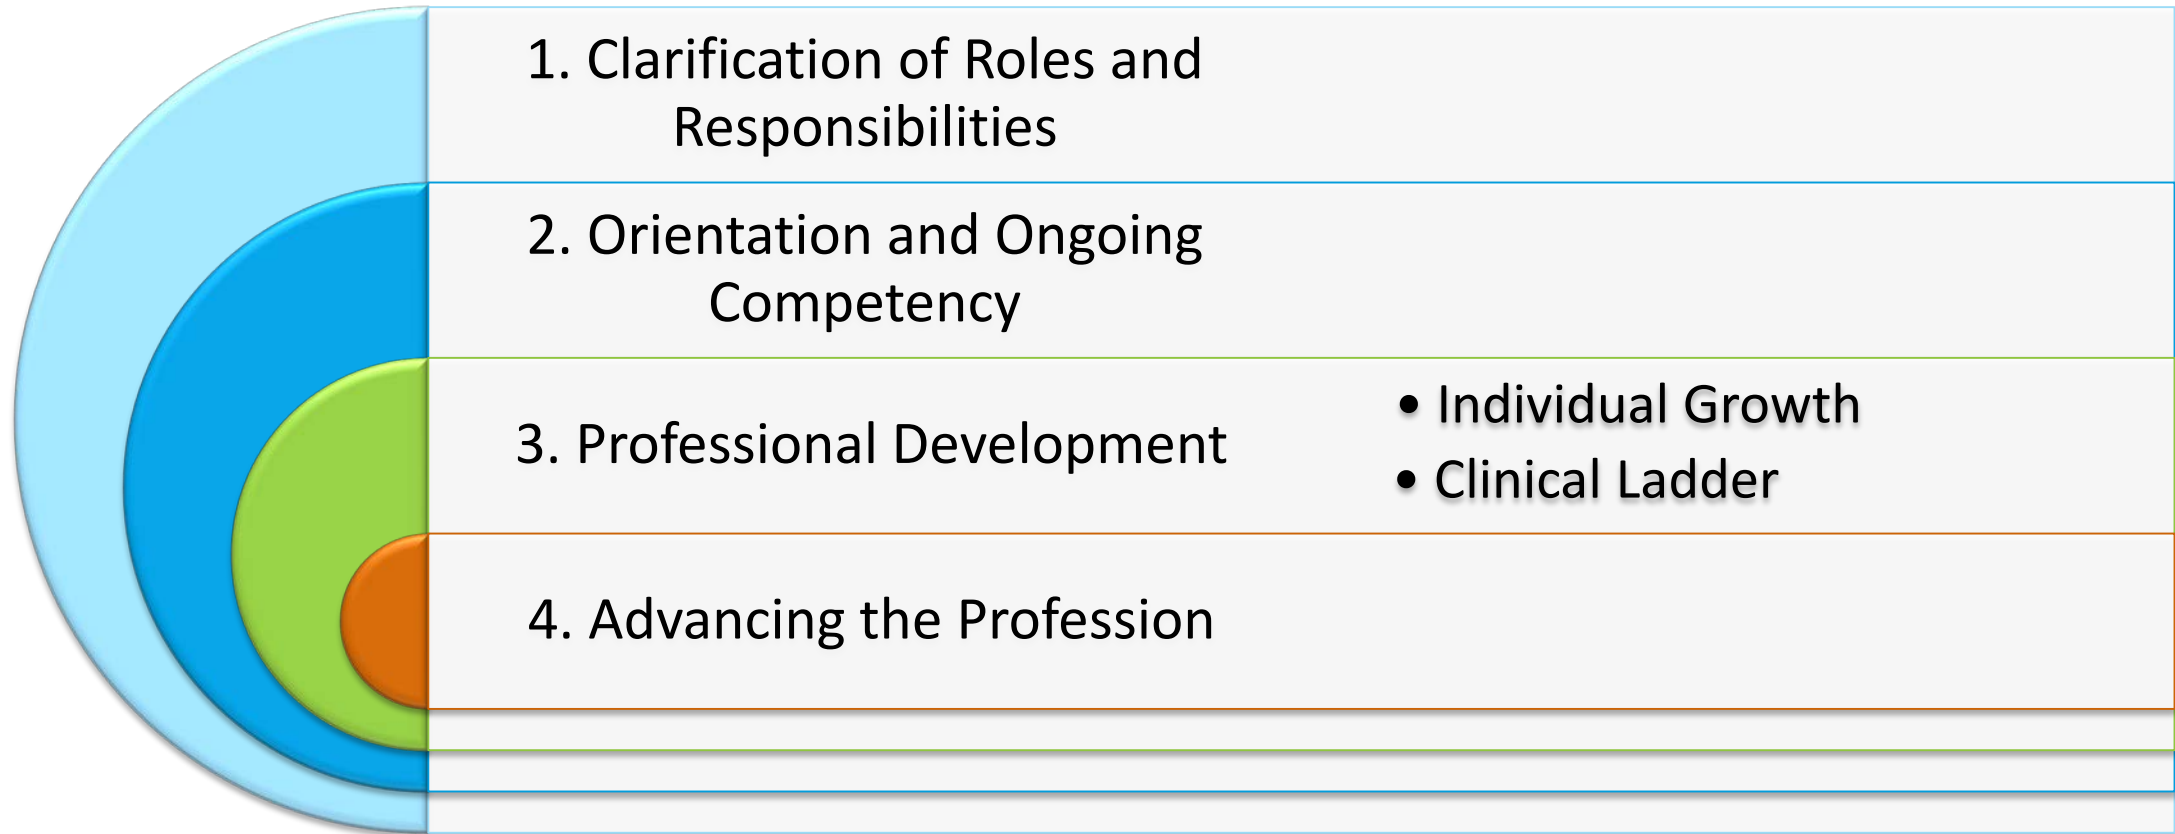 1. Clarification of Roles and
Responsibilities
2. Orientation and Ongoing
Competency
3. Professional Development
• Individual Growth
• Clinical Ladder
4. Advancing the Profession